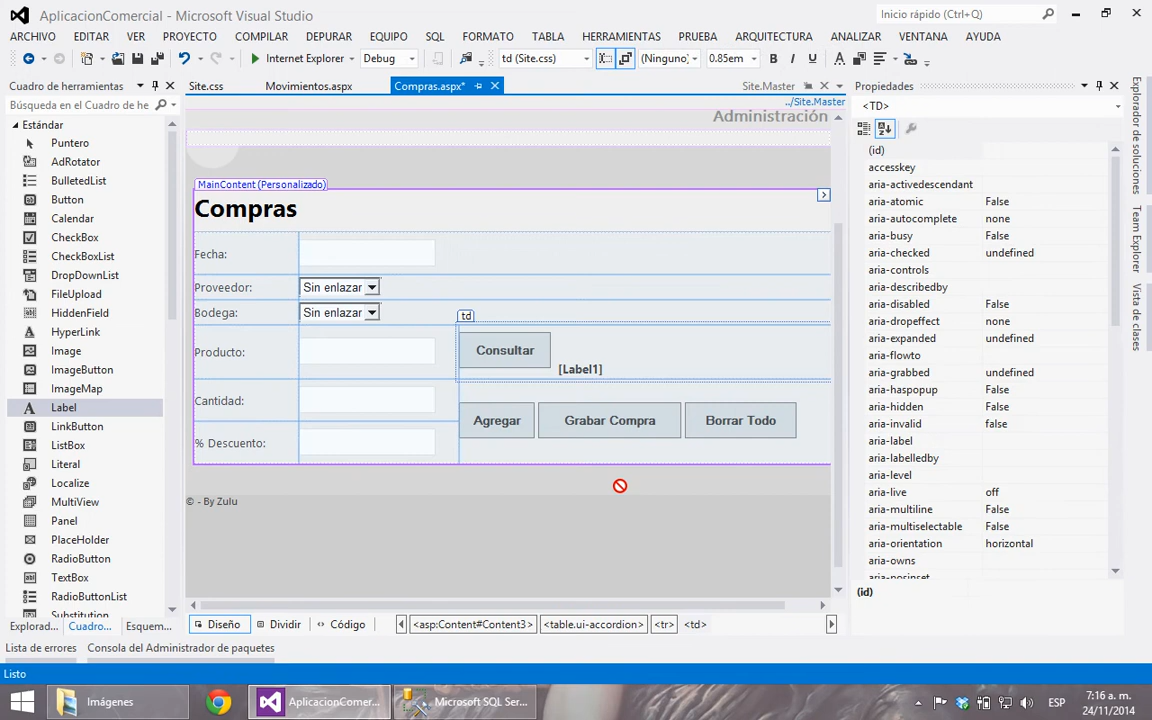 AplicacionComercial - Microsoft Visual Studio
Inicio rápido (Ctrl+Q)
ARCHIVO EDITAR VER PROYECTO COMPILAR DEPURAR EQUIPO SQL FORMATO TABLA HERRAMIENTAS PRUEBA ARQUITECTURA ANALIZAR VENTANA AYUDA
Internet Explorer Debug td (Site.css) (Ninguno) 0.85em B I U A
Cuadro de herramientas
Site.css Movimientos.aspx Compras.aspx* Site.Master
Propiedades
Búsqueda en el Cuadro de he
../Site.Master
<TD>
Estándar
Puntero
AdRotator
BulletedList
Button
Calendar
CheckBox
CheckBoxList
DropDownList
FileUpload
HiddenField
HyperLink
Image
ImageButton
ImageMap
Label
LinkButton
ListBox
Literal
Localize
MultiView
Panel
PlaceHolder
RadioButton
TextBox
RadioButtonList
Substitution
Administración
MainContent (Personalizado)
Compras
Fecha:
Proveedor: Sin enlazar
Bodega: Sin enlazar
td
Producto: Consultar
[Label1]
Cantidad:
Agregar Grabar Compra Borrar Todo
% Descuento:
© - By Zulu
(id)
accesskey
aria-activedescendant
aria-atomic False
aria-autocomplete none
aria-busy False
aria-checked undefined
aria-controls
aria-describedby
aria-disabled False
aria-dropeffect none
aria-expanded undefined
aria-flowto
aria-grabbed undefined
aria-haspopup False
aria-hidden False
aria-invalid false
aria-label
aria-labelledby
aria-level
aria-live off
aria-multiline False
aria-multiselectable False
aria-orientation horizontal
aria-owns
aria-posinset
(id)
Explorador de soluciones
Team Explorer
Vista de clases
Explorad... Cuadro... Esquem...
Diseño Dividir Código <asp:Content#Content3> <table.ui-accordion> <tr> <td>
Lista de errores Consola del Administrador de paquetes
Listo
Imágenes AplicacionComer... Microsoft SQL Ser...
ESP
7:16 a. m.
24/11/2014